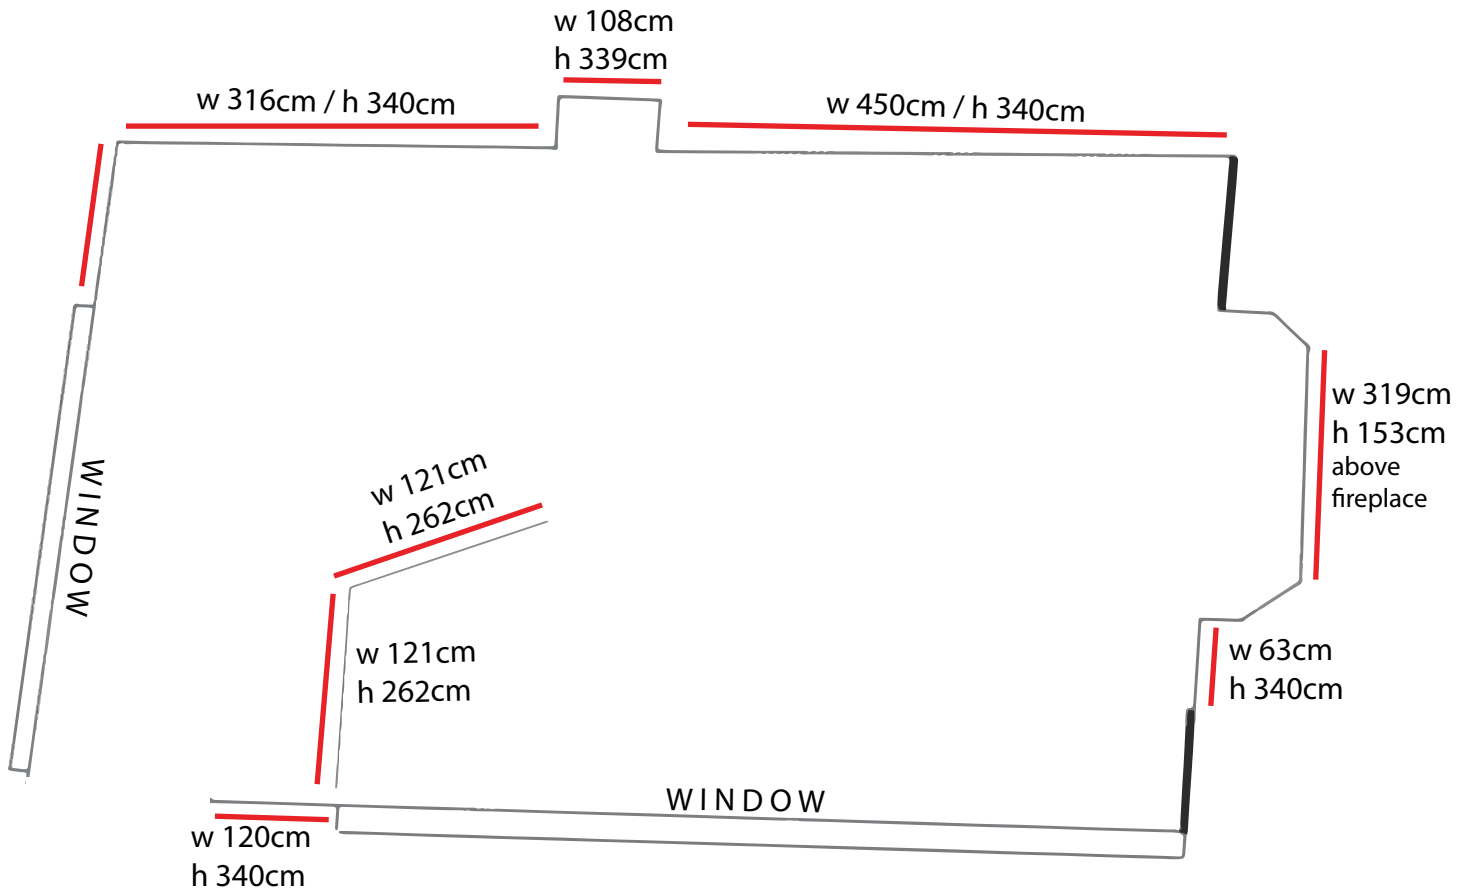 w 108cm
h 339cm
w 316cm / h 340cm
w 450cm / h 340cm
w 319cm
h 153cm
above
fireplace
WINDOW
w 121cm
h 262cm
w 121cm
h 262cm
w 63cm
h 340cm
WINDOW
w 120cm
h 340cm